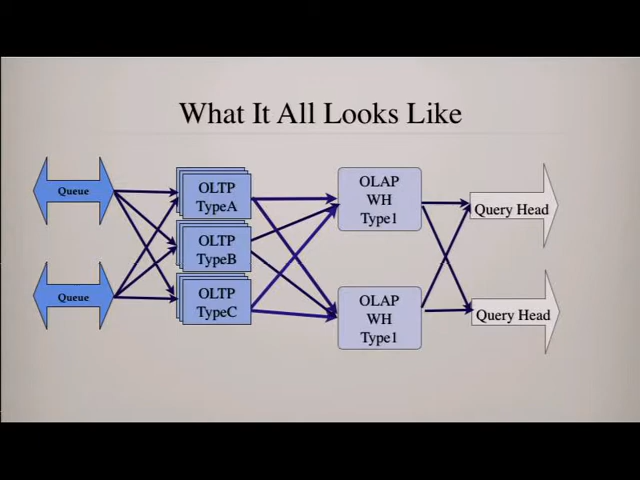 What It All Looks Like
Queue
Queue
OLTP
TypeA
OLTP
TypeB
OLTP
TypeC
OLAP
WH
Type1
OLAP
WH
Type1
Query Head
Query Head